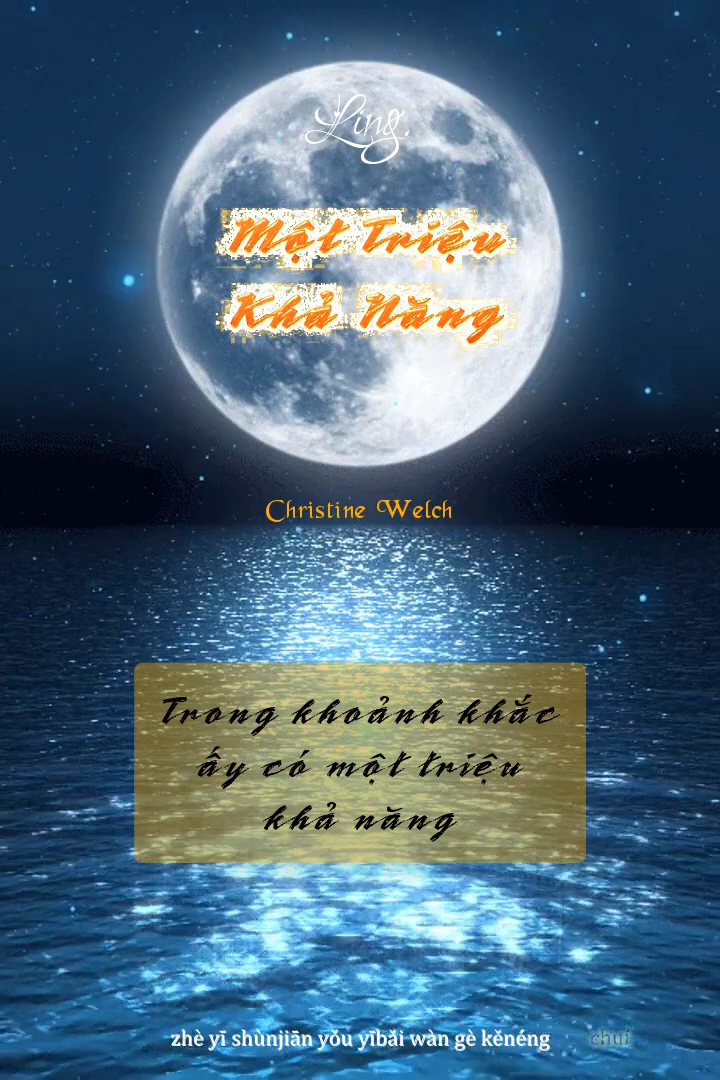 Ling.
Một Triệu
Khả Năng
Christine Welch
Trong khoảnh khắc
ấy có một triệu
khả năng
zhè yī shùnjiān yǒu yībǎi wàn gè kěnéng chuī